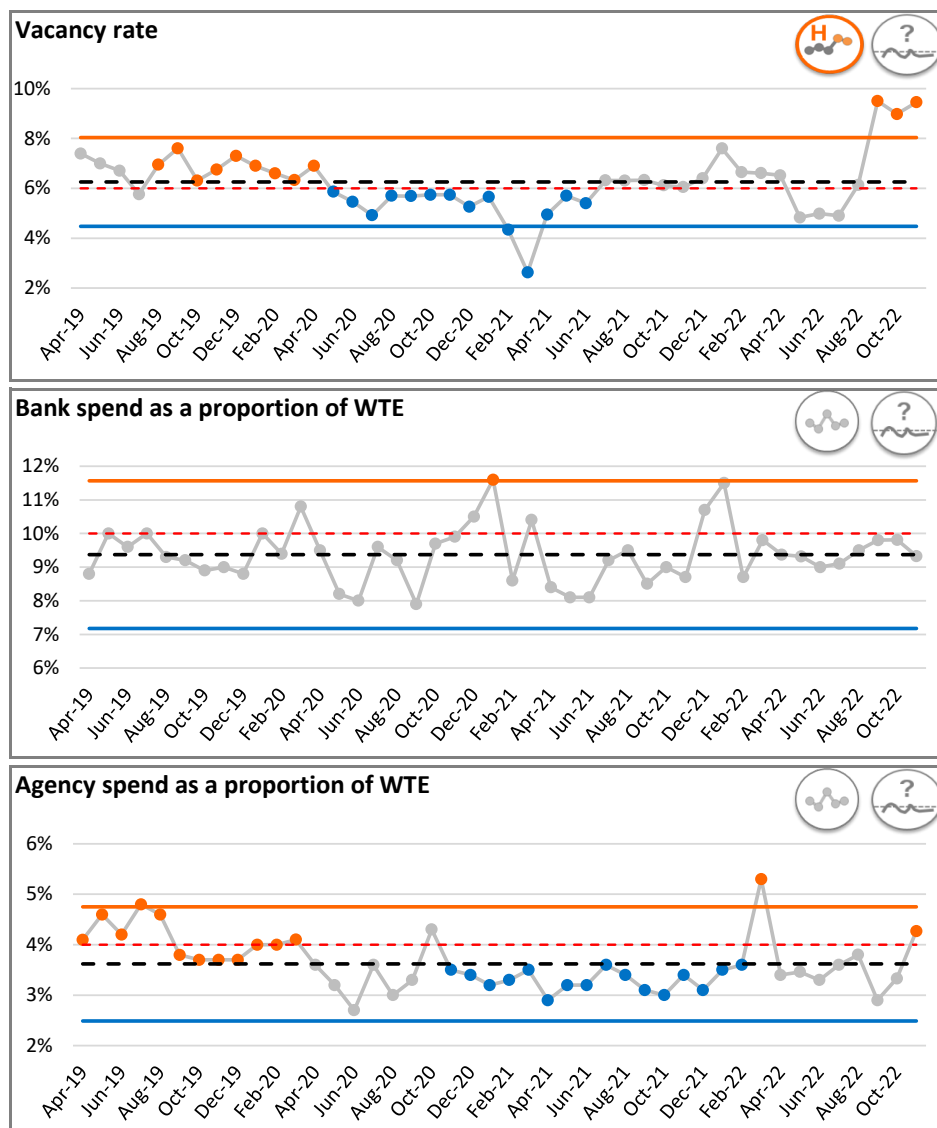 Vacancy rate
H
?
10%
8%
6%
4%
2%
Apr-19 Jun-19 Aug-19 Oct-19 Dec-19 Feb-20 Apr-20 Jun-20 Aug-20 Oct-20 Dec-20 Feb-21 Apr-21 Jun-21 Aug-21 Oct-21 Dec-21 Feb-22 Apr-22 Jun-22 Aug-22 Oct-22
Bank spend as a proportion of WTE
?
12%
11%
10%
9%
8%
7%
6%
Apr-19 Jun-19 Aug-19 Oct-19 Dec-19 Feb-20 Apr-20 Jun-20 Aug-20 Oct-20 Dec-20 Feb-21 Apr-21 Jun-21 Aug-21 Oct-21 Dec-21 Feb-22 Apr-22 Jun-22 Aug-22 Oct-22
Agency spend as a proportion of WTE
?
6%
5%
4%
3%
2%
Apr-19 Jun-19 Aug-19 Oct-19 Dec-19 Feb-20 Apr-20 Jun-20 Aug-20 Oct-20 Dec-20 Feb-21 Apr-21 Jun-21 Aug-21 Oct-21 Dec-21 Feb-22 Apr-22 Jun-22 Aug-22 Oct-22